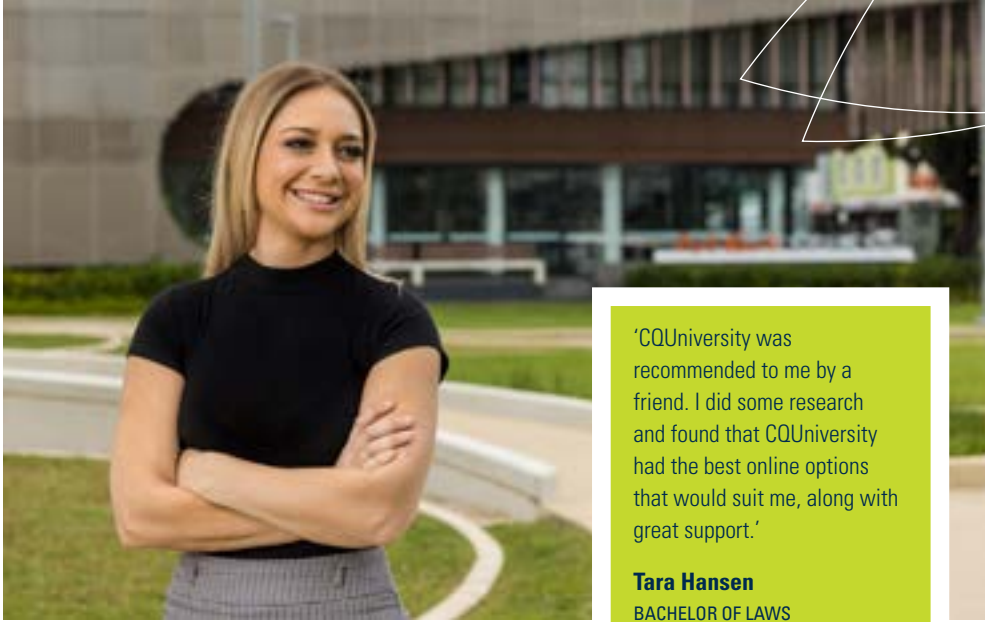 ‘CQUniversity was
recommended to me by a
friend. I did some research
and found that CQUniversity
had the best online options
that would suit me, along with
great support.’
Tara Hansen
BACHELOR OF LAWS